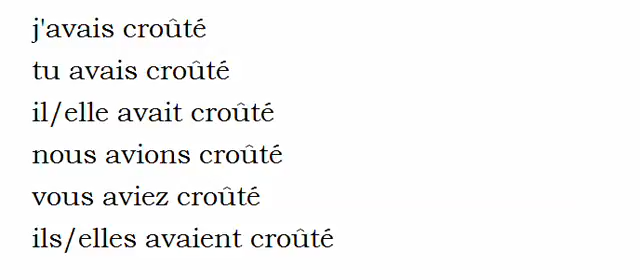 j'avais croûté
tu avais croûté
il/elle avait croûté
nous avions croûté
vous aviez croûté
ils/elles avaient croûté